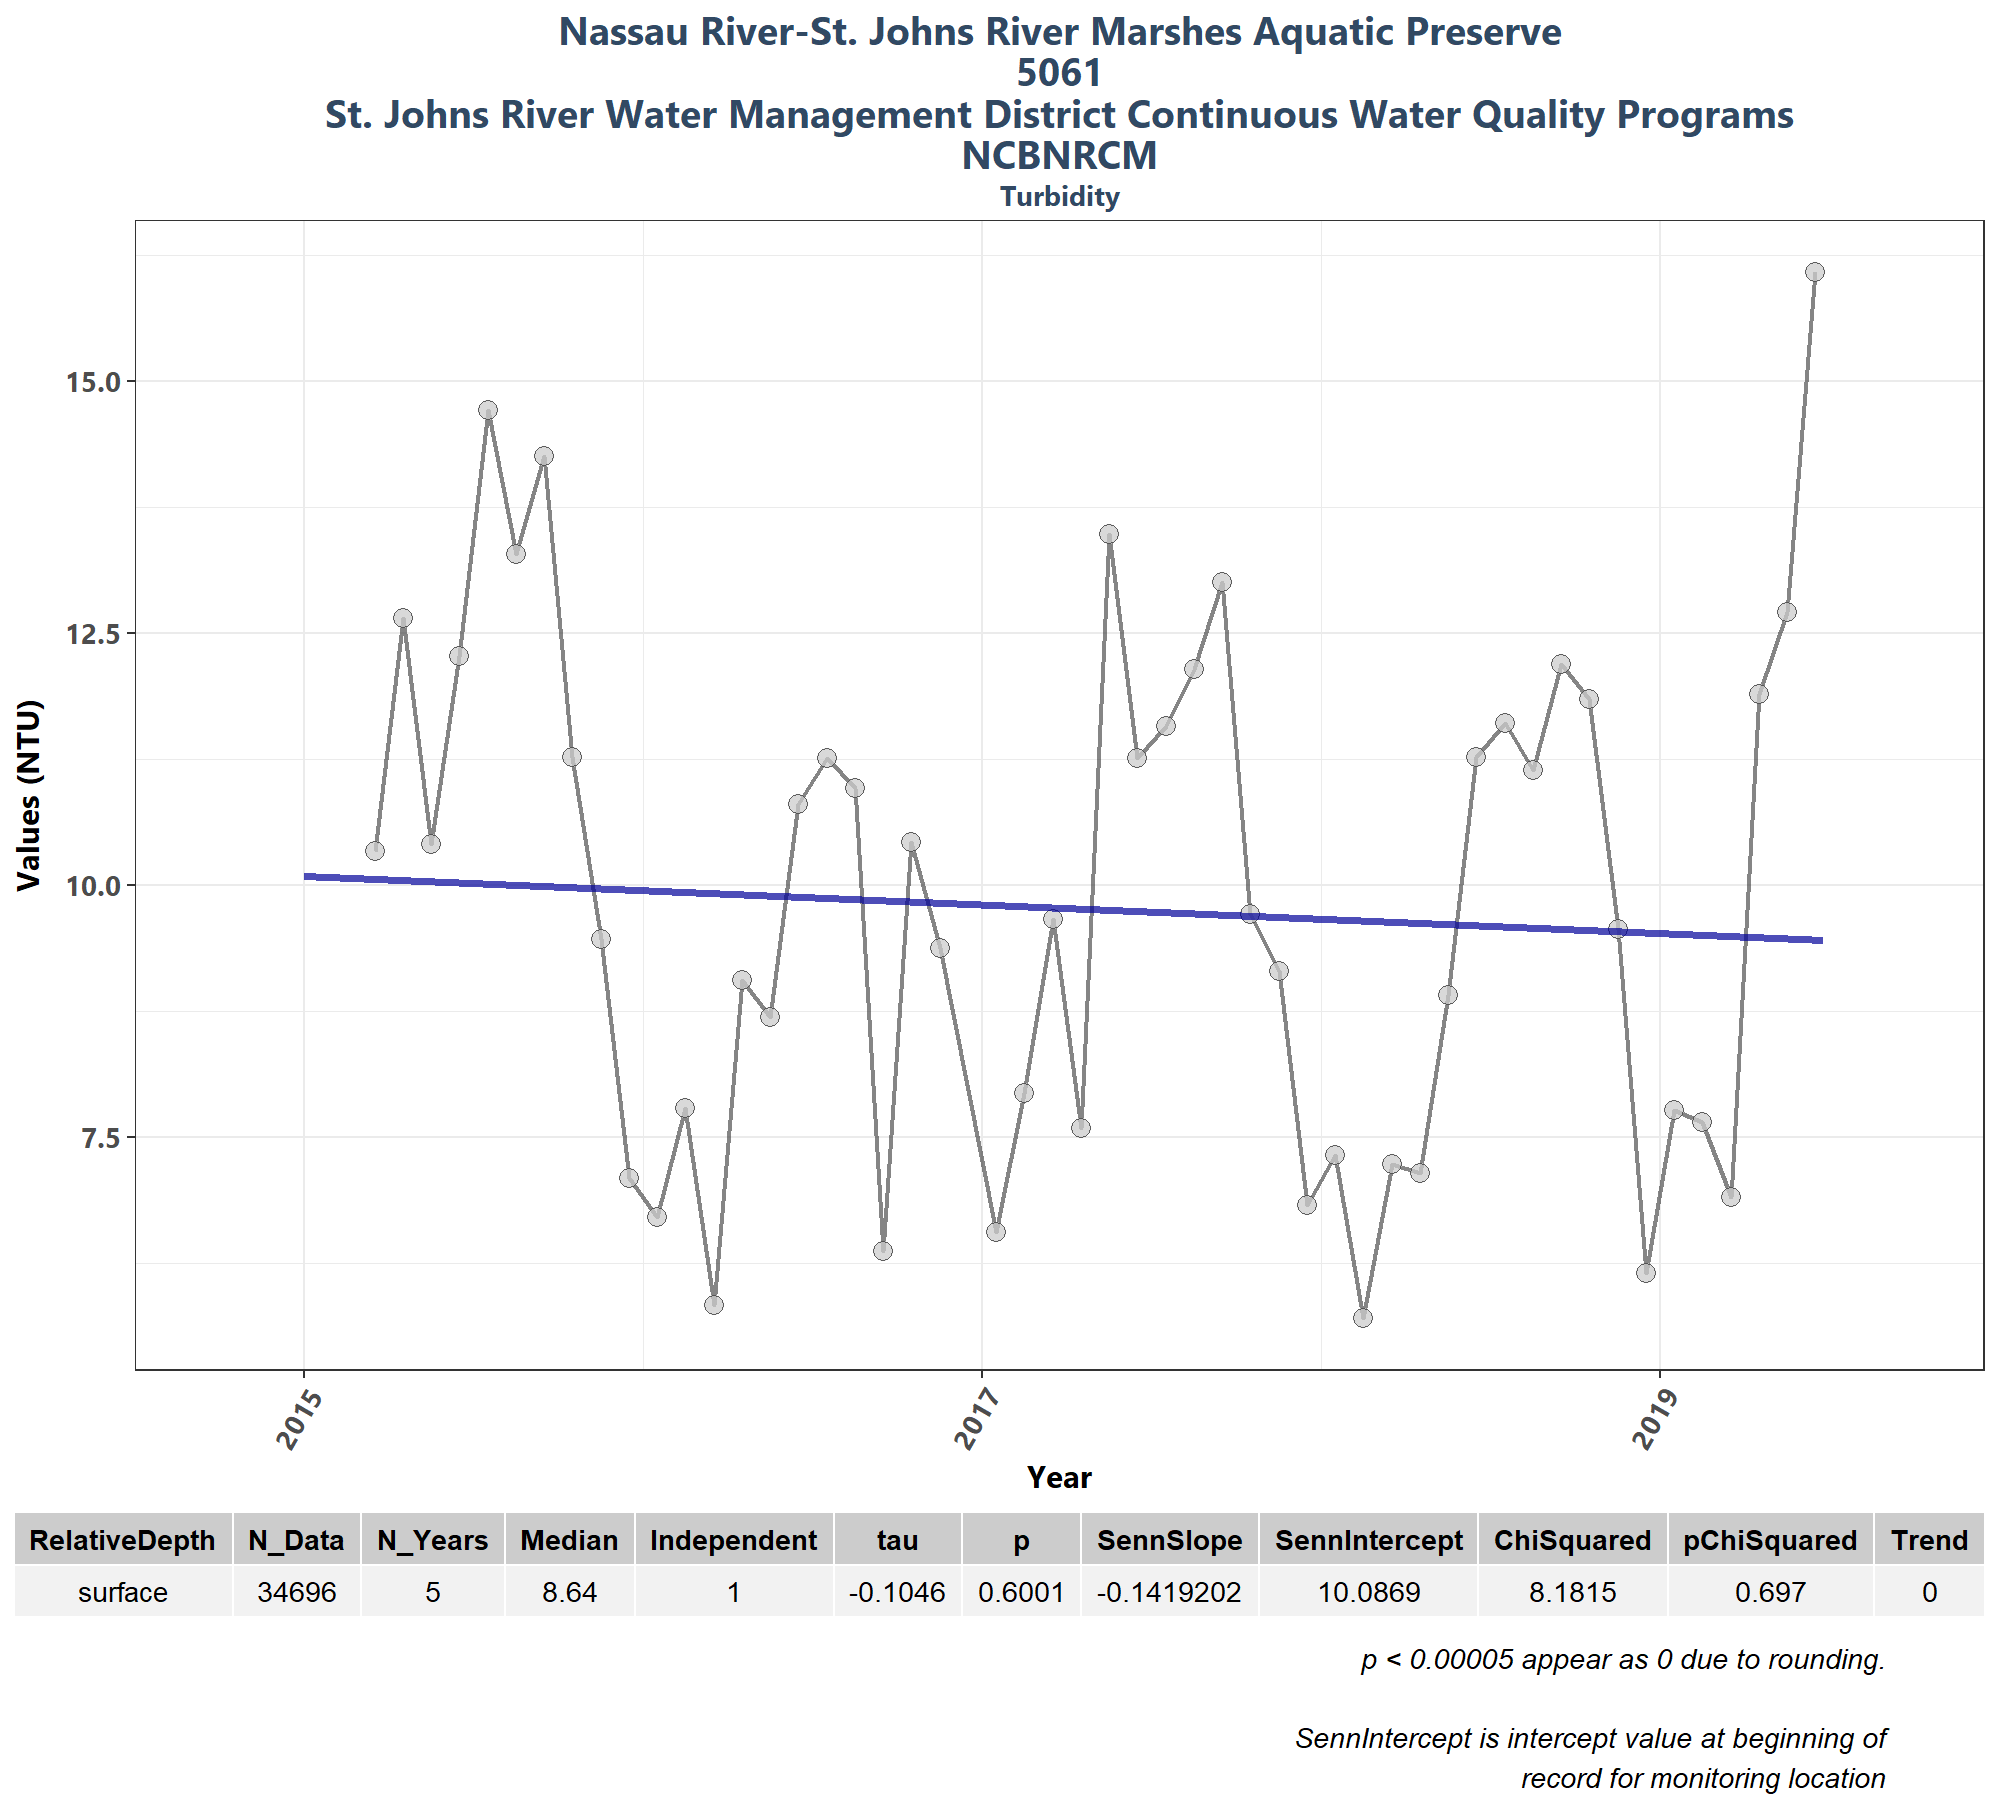 Nassau River-St. Johns River Marshes Aquatic Preserve
5061
St. Johns River Water Management District Continuous Water Quality Programs
NCBNRCM
Turbidity
Values (NTU)
15.0
12.5
10.0
7.5
2015 2017 2019
Year
RelativeDepth N_Data N_Years Median Independent tau p SennSlope SennIntercept ChiSquared pChiSquared Trend
surface 34696 5 8.64 1 -0.1046 0.6001 -0.1419202 10.0869 8.1815 0.697 0
p < 0.00005 appear as 0 due to rounding.
SennIntercept is intercept value at beginning of
record for monitoring location